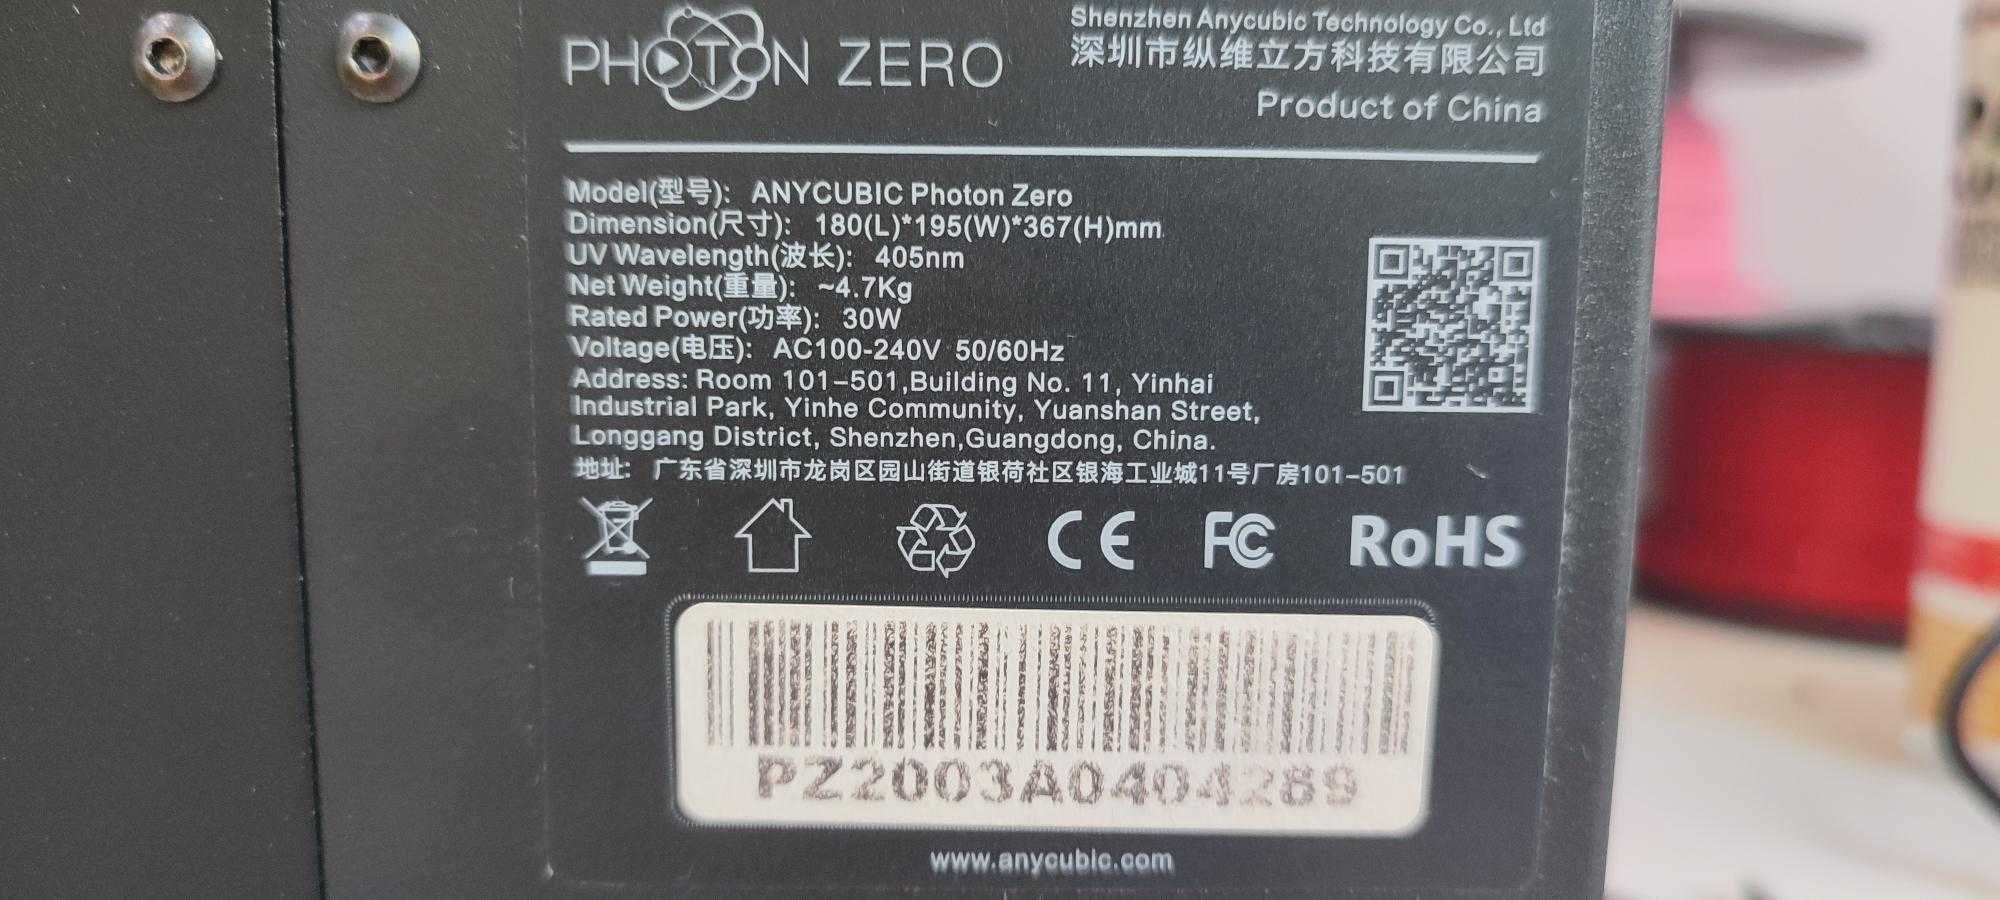 PHOTON ZERO
Shenzhen Anycubic Technology Co., Ltd
深圳市纵维立方科技有限公司
Product of China
Model(型号): ANYCUBIC Photon Zero
Dimension(尺寸): 180(L)*195(W)*367(H)mm
UV Wavelength(波长): 405nm
Net Weight(重量): ~4.7Kg
Rated Power(功率): 30W
Voltage(电压): AC100-240V 50/60Hz
Address: Room 101-501,Building No. 11, Yinhai
Industrial Park, Yinhe Community, Yuanshan Street,
Longgang District, Shenzhen,Guangdong, China.
地址: 广东省深圳市龙岗区园山街道银荷社区银海工业城11号厂房101-501
CE FC RoHS
PZ2003A0404289
www.anycubic.com